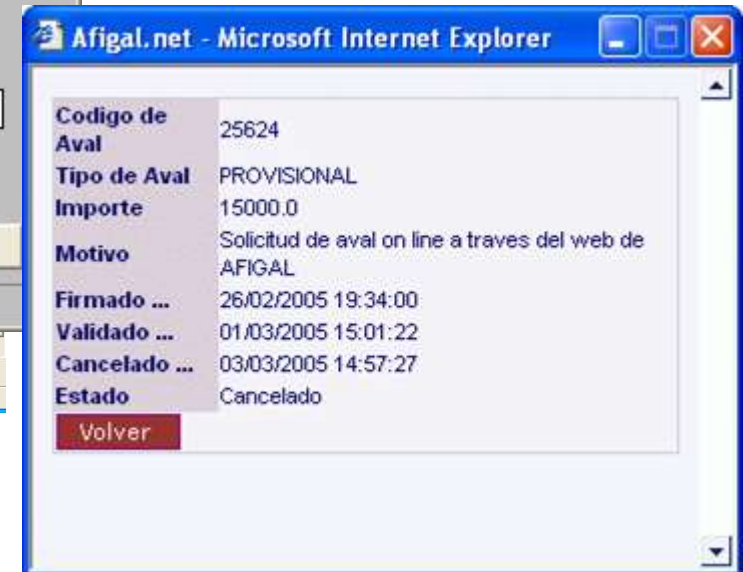 Afigal.net - Microsoft Internet Explorer
Codigo de
Aval
25624
Tipo de Aval PROVISIONAL
Importe 15000.0
Motivo
Solicitud de aval on line a traves del web de
AFIGAL
Firmado ... 26/02/2005 19:34:00
Validado ... 01/03/2005 15:01:22
Cancelado ... 03/03/2005 14:57:27
Estado Cancelado
Volver